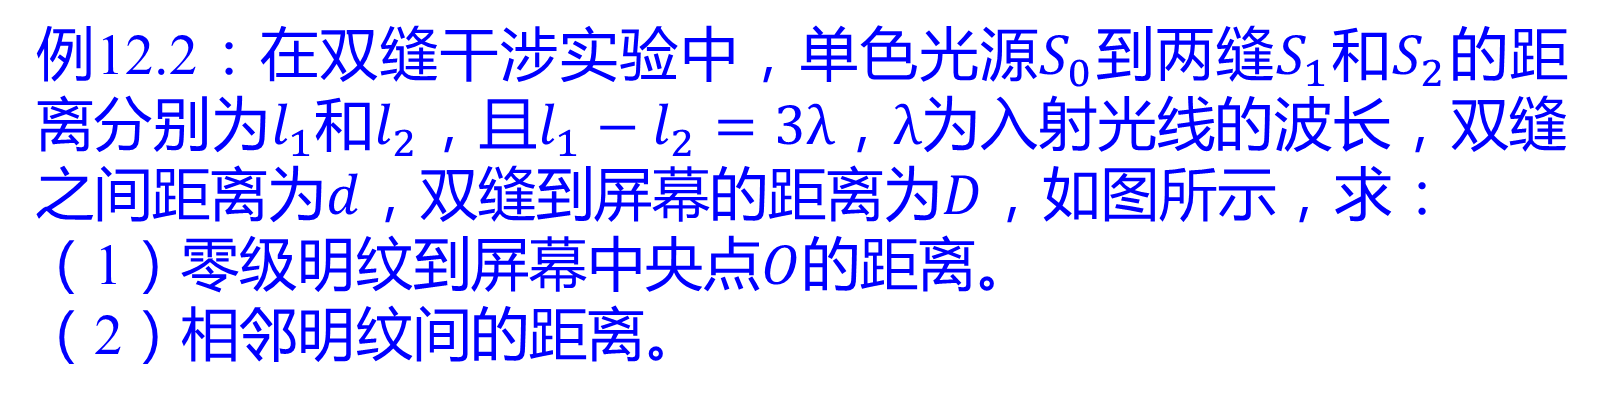 例12.2：在双缝干涉实验中，单色光源S₀到两缝S₁和S₂的距
离分别为l₁和l₂，且l₁ − l₂ = 3λ，λ为入射光线的波长，双缝
之间距离为d，双缝到屏幕的距离为D，如图所示，求：
（1）零级明纹到屏幕中央点O的距离。
（2）相邻明纹间的距离。